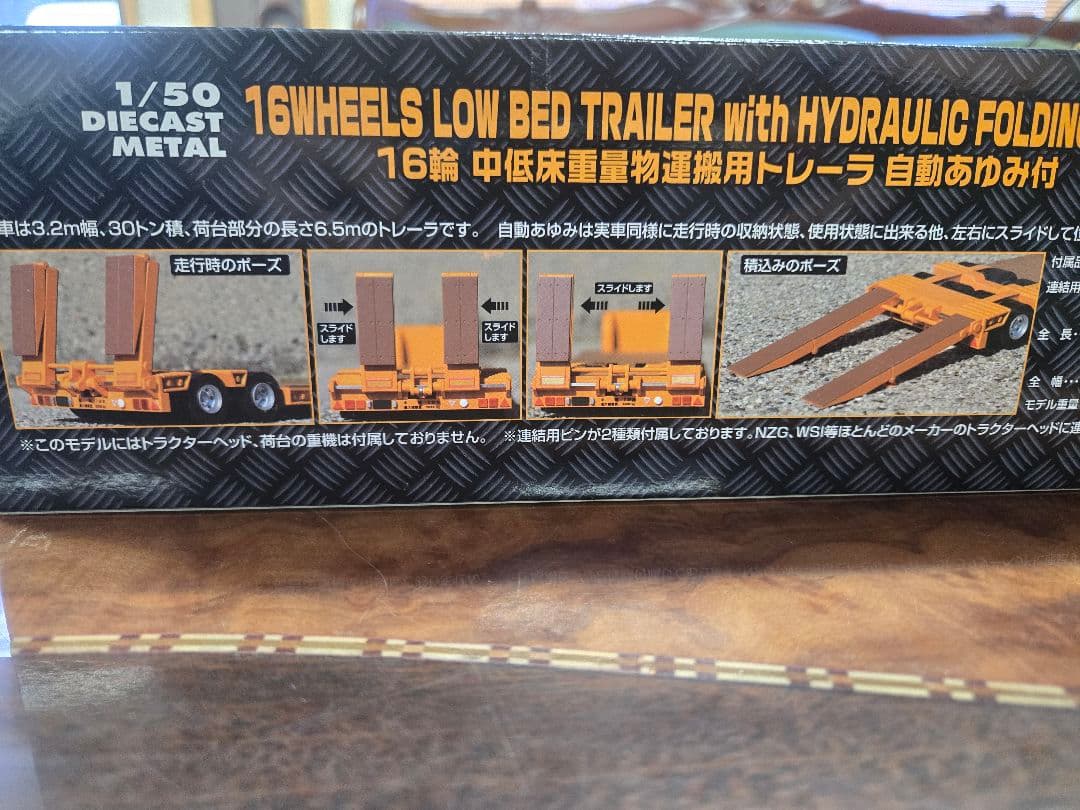 1/50
DIECAST
METAL
16WHEELS LOW BED TRAILER with HYDRAULIC FOLDIN
16輪 中低床重量物運搬用トレーラ 自動あゆみ付
車は3.2m幅、30トン積、荷台部分の長さ6.5mのトレーラです。 自動あゆみは実車同様に走行時の収納状態、使用状態に出来る他、左右にスライドして
走行時のポーズ
スライド
します
スライド
します
スライドします
積込みのポーズ
付属品
連結用
全 長・
全 幅・・・
モデル重量
※このモデルにはトラクターヘッド、荷台の重機は付属しておりません。 ※連結用ピンが2種類付属しております。NZG、WSI等ほとんどのメーカーのトラクターヘッドに連